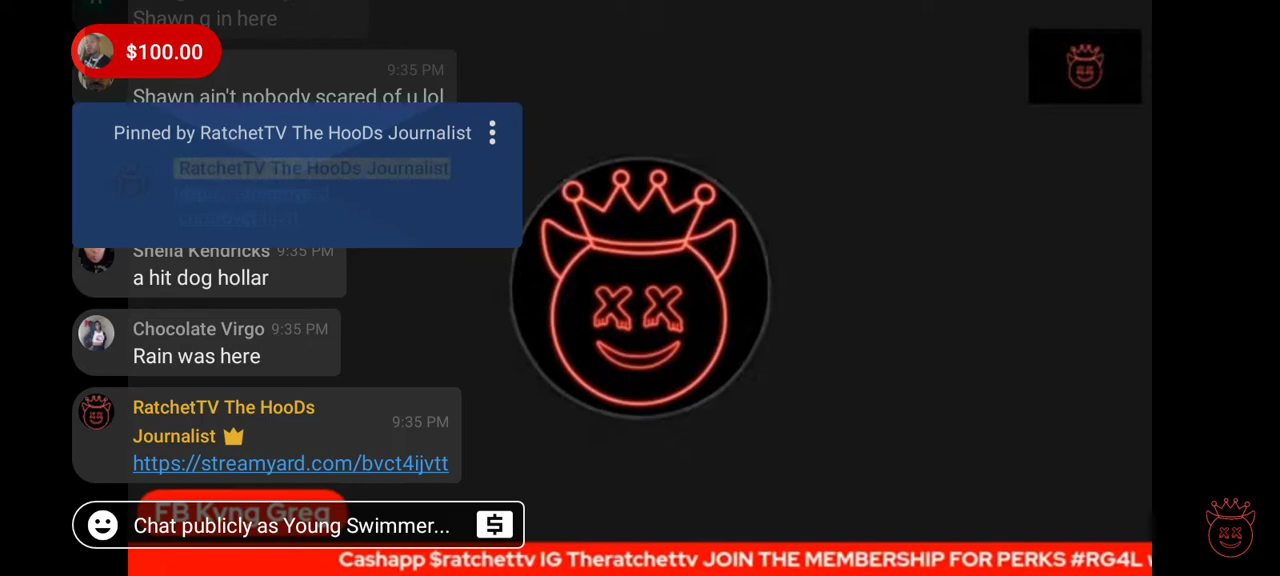 Shawn g in here
$100.00
9:35 PM
Shawn ain't nobody scared of u lol
Pinned by RatchetTV The HooDs Journalist
RatchetTV The HooDs Journalist
Shella Kendricks 9:35 PM
a hit dog hollar
Chocolate Virgo 9:35 PM
Rain was here
RatchetTV The HooDs
Journalist
9:35 PM
https://streamyard.com/bvct4ijvtt
FB Kvng Greg
Chat publicly as Young Swimmer...
Cashapp $ratchettv IG Theratchettv JOIN THE MEMBERSHIP FOR PERKS #RG4L